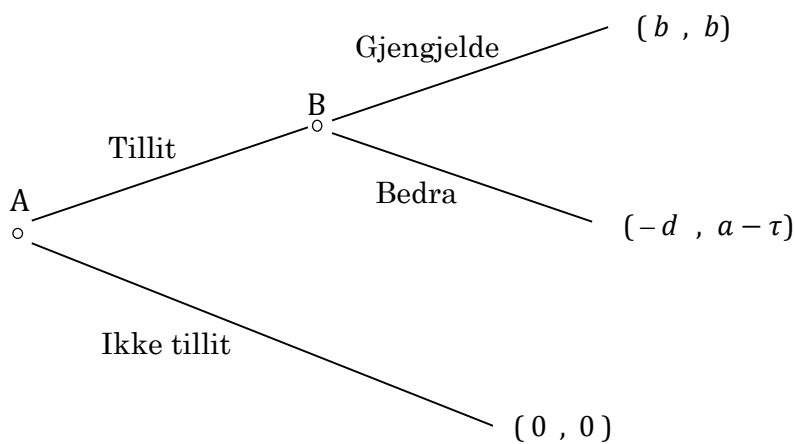 Gjengjelde
( b , b)
B
Tillit
Bedra
A
(−d , a − τ)
Ikke tillit
( 0 , 0 )